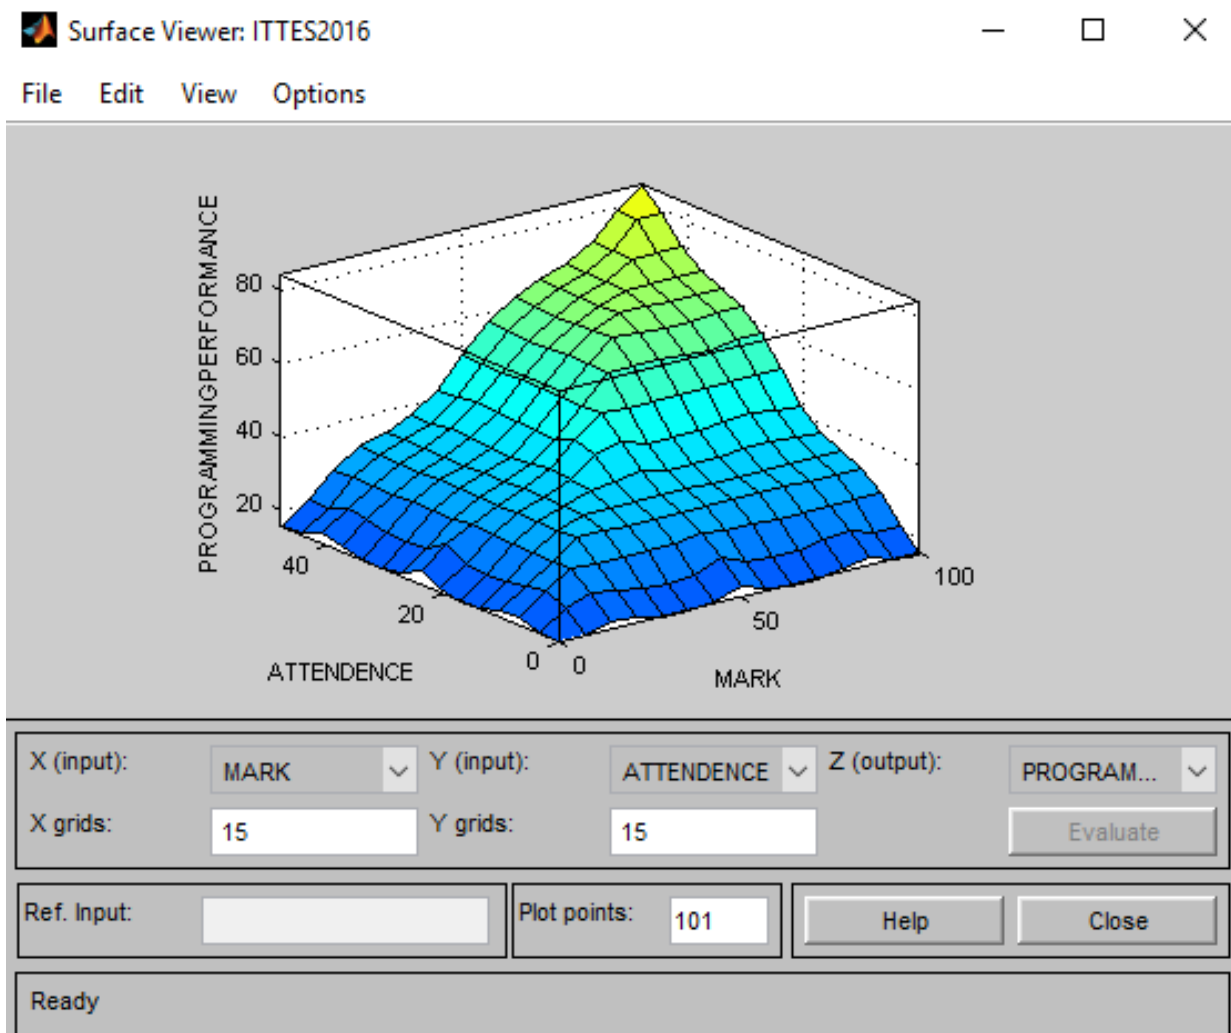 Surface Viewer: ITTES2016
File Edit View Options
PROGRAMMINGPERFORMANCE
80
60
40
20
40
20
0
ATTENDENCE
0
50
100
MARK
X (input): MARK Y (input): ATTENDENCE Z (output): PROGRAM...
X grids: 15 Y grids: 15 Evaluate
Ref. Input: Plot points: 101 Help Close
Ready